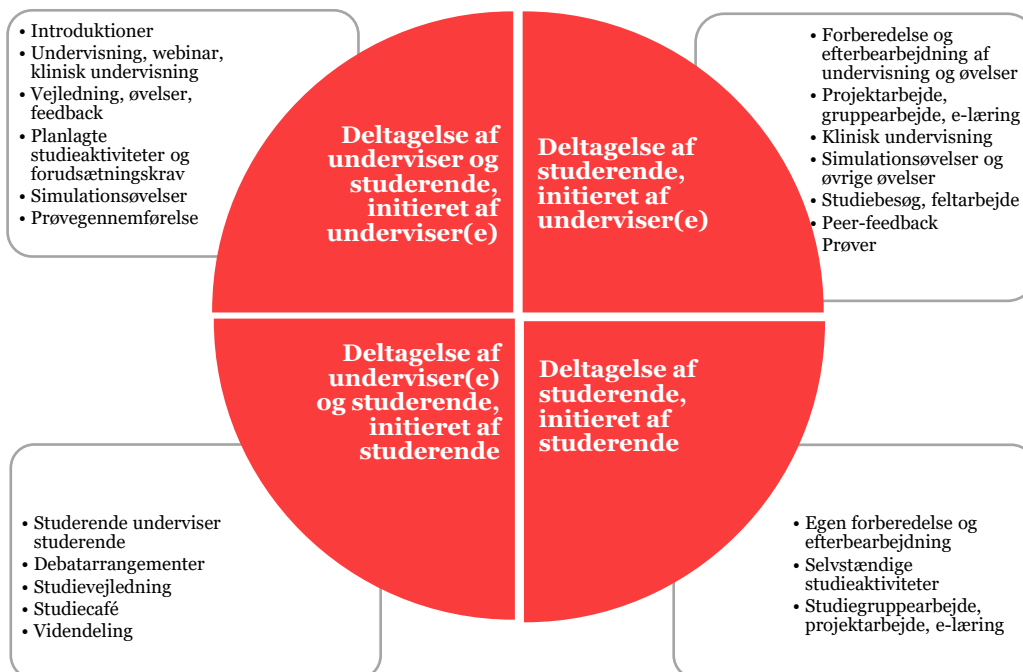 • Introduktioner
• Undervisning, webinar,
klinisk undervisning
• Vejledning, øvelser,
feedback
• Planlagte
studieaktiviteter og
forudsætningskrav
• Simulationsøvelser
• Prøvegennemførelse
Deltagelse af
underviser og
studerende,
initieret af
underviser(e)
Deltagelse af
studerende,
initieret af
underviser(e)
• Forberedelse og
efterbearbejdning af
undervisning og øvelser
• Projektarbejde,
gruppearbejde, e-læring
• Klinisk undervisning
• Simulationsøvelser og
øvrige øvelser
• Studiebesøg, feltarbejde
• Peer-feedback
• Prøver
Deltagelse af
underviser(e)
og studerende,
initieret af
studerende
Deltagelse af
studerende,
initieret af
studerende
• Studerende underviser
studerende
• Debatarrangementer
• Studievejledning
• Studiecafé
• Videndeling
• Egen forberedelse og
efterbearbejdning
• Selvstændige
studieaktiviteter
• Studiegruppearbejde,
projektarbejde, e-læring